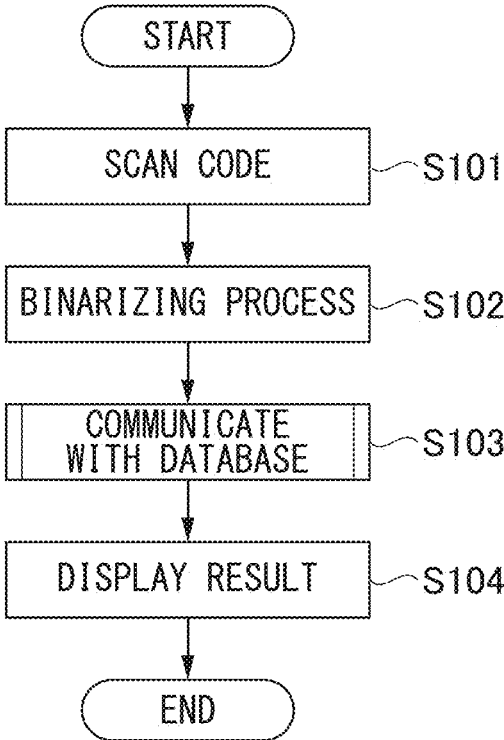 START
SCAN CODE
S101
BINARIZING PROCESS
S102
COMMUNICATE
WITH DATABASE
S103
DISPLAY RESULT
S104
END